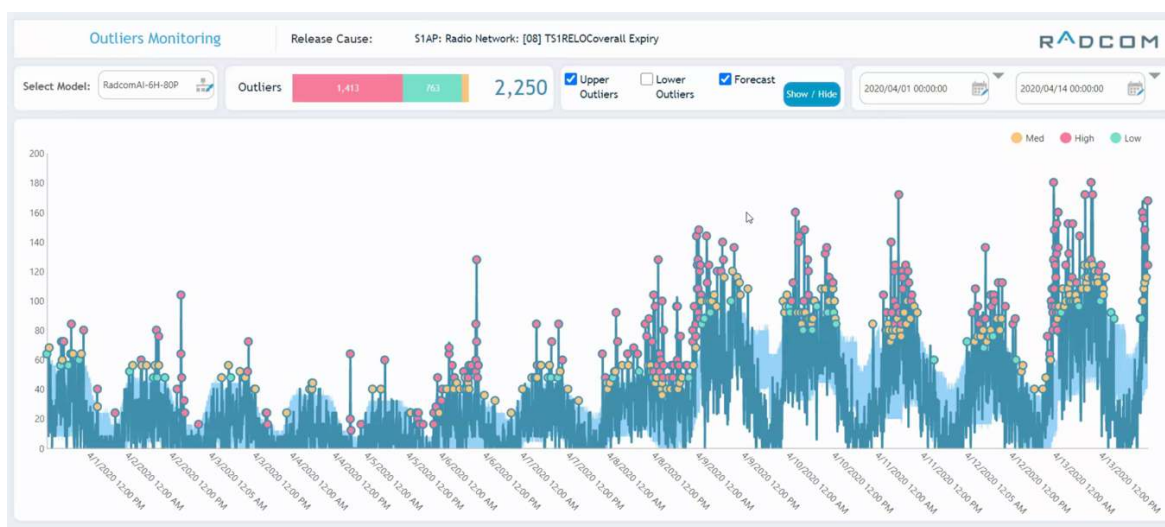 Outliers Monitoring
Release Cause:
S1AP: Radio Network: [08] TS1RELOCoverall Expiry
RADCOM
Select Model:
RadcomAI-6H-80P
Outliers
1,413
763
2,250
Upper Outliers
Lower Outliers
Forecast
Show / Hide
2020/04/01 00:00:00
2020/04/14 00:00:00
Med
High
Low
200
180
160
140
120
100
80
60
40
20
0
4/1/2020 12:00 PM
4/2/2020 12:00 AM
4/2/2020 12:00 PM
4/3/2020 12:05 AM
4/3/2020 12:00 PM
4/4/2020 12:00 AM
4/4/2020 12:00 PM
4/5/2020 12:00 AM
4/5/2020 12:00 PM
4/6/2020 12:00 AM
4/6/2020 12:00 PM
4/7/2020 12:00 AM
4/7/2020 12:00 PM
4/8/2020 12:00 AM
4/8/2020 12:00 PM
4/9/2020 12:00 AM
4/9/2020 12:00 PM
4/10/2020 12:00 AM
4/10/2020 12:00 PM
4/11/2020 12:00 AM
4/11/2020 12:00 PM
4/12/2020 12:05 AM
4/12/2020 12:00 PM
4/13/2020 12:00 AM
4/13/2020 12:00 PM